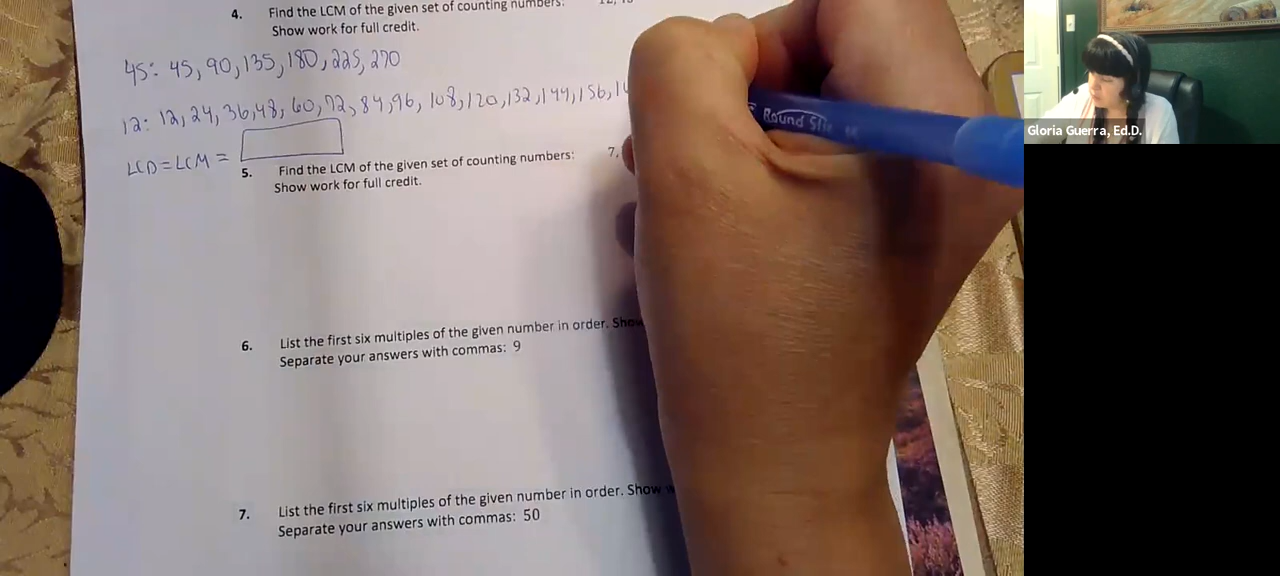 4. Find the LCM of the given set of counting numbers:
Show work for full credit.
45: 45, 90, 135, 180, 225, 270
12: 12, 24, 36, 48, 60, 72, 84, 96, 108, 120, 132, 144, 156,
LCD = LCM =
5. Find the LCM of the given set of counting numbers: 7,
Show work for full credit.
6. List the first six multiples of the given number in order. Show
Separate your answers with commas: 9
7. List the first six multiples of the given number in order. Show
Separate your answers with commas: 50
Round Stic
Gloria Guerra, Ed.D.